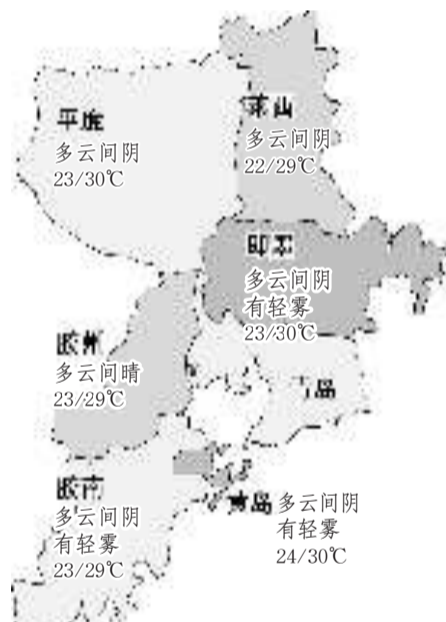 平度
多云间阴
23/30℃
莱西
多云间阴
22/29℃
即墨
多云间阴
有轻雾
23/30℃
胶州
多云间晴
23/29℃
青岛
胶南
多云间阴
有轻雾
23/29℃
黄岛
多云间阴
有轻雾
24/30℃